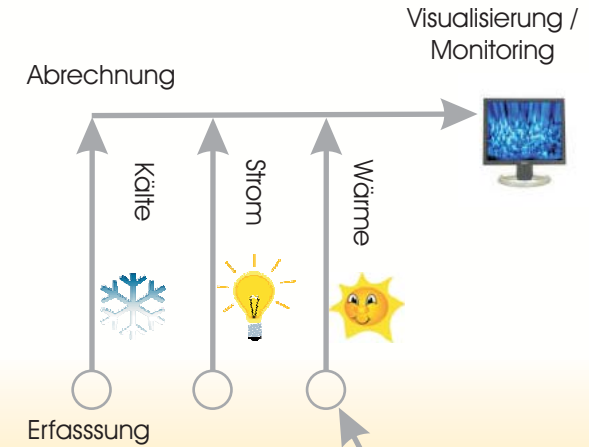 Visualisierung /
Monitoring
Abrechnung
Kälte
Strom
Wärme
Erfasssung